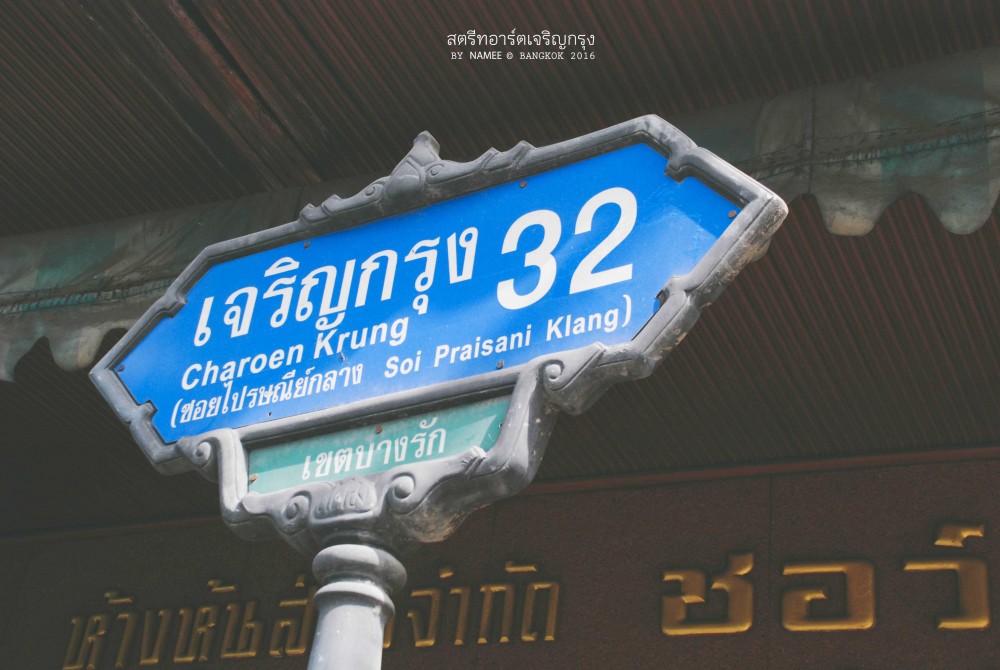 สตรีทอาร์ตเจริญกรุง
BY NAMEE © BANGKOK 2016
เจริญกรุง 32
Charoen Krung
(ซอยไปรษณีย์กลาง Soi Praisani Klang)
เขตบางรัก
ห้างหุ้นส่ จำกัด ชอว์